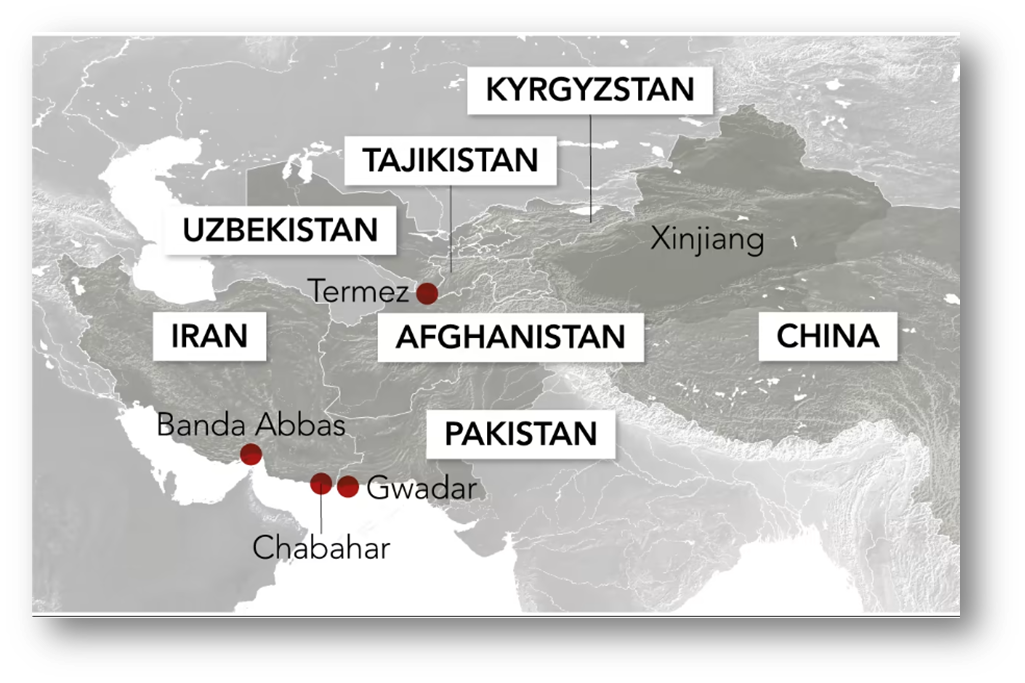 KYRGYZSTAN
TAJIKISTAN
UZBEKISTAN
Xinjiang
Termez
IRAN
AFGHANISTAN
CHINA
Banda Abbas
PAKISTAN
Gwadar
Chabahar